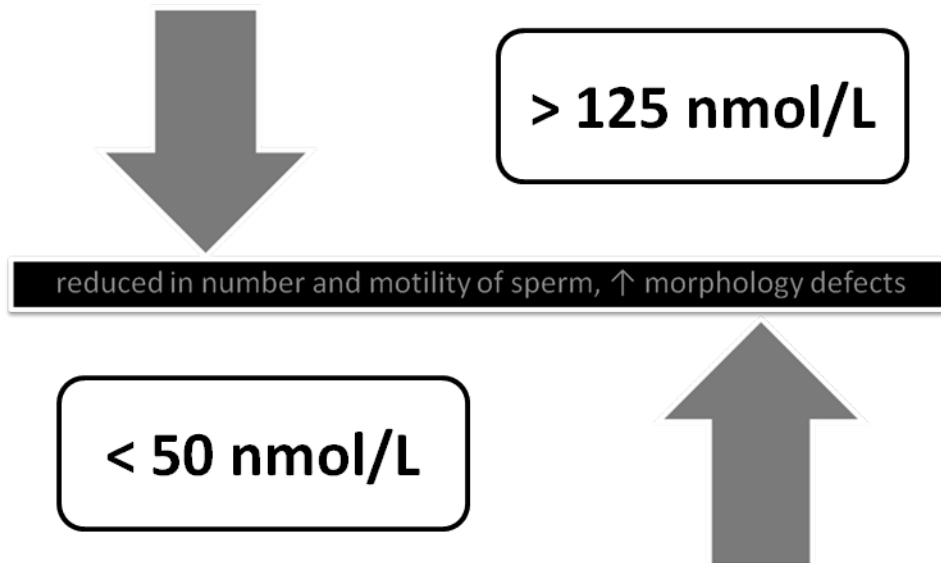 > 125 nmol/L
reduced in number and motility of sperm, ↑ morphology defects
< 50 nmol/L